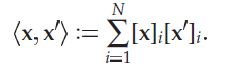 ⟨x, x′⟩ := ∑_{i=1}^{N} [x]_i [x′]_i.